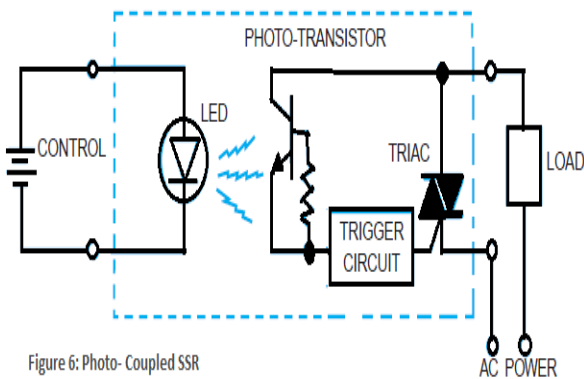 PHOTO-TRANSISTOR
LED
CONTROL
TRIAC
LOAD
TRIGGER
CIRCUIT
Figure 6: Photo- Coupled SSR
AC POWER